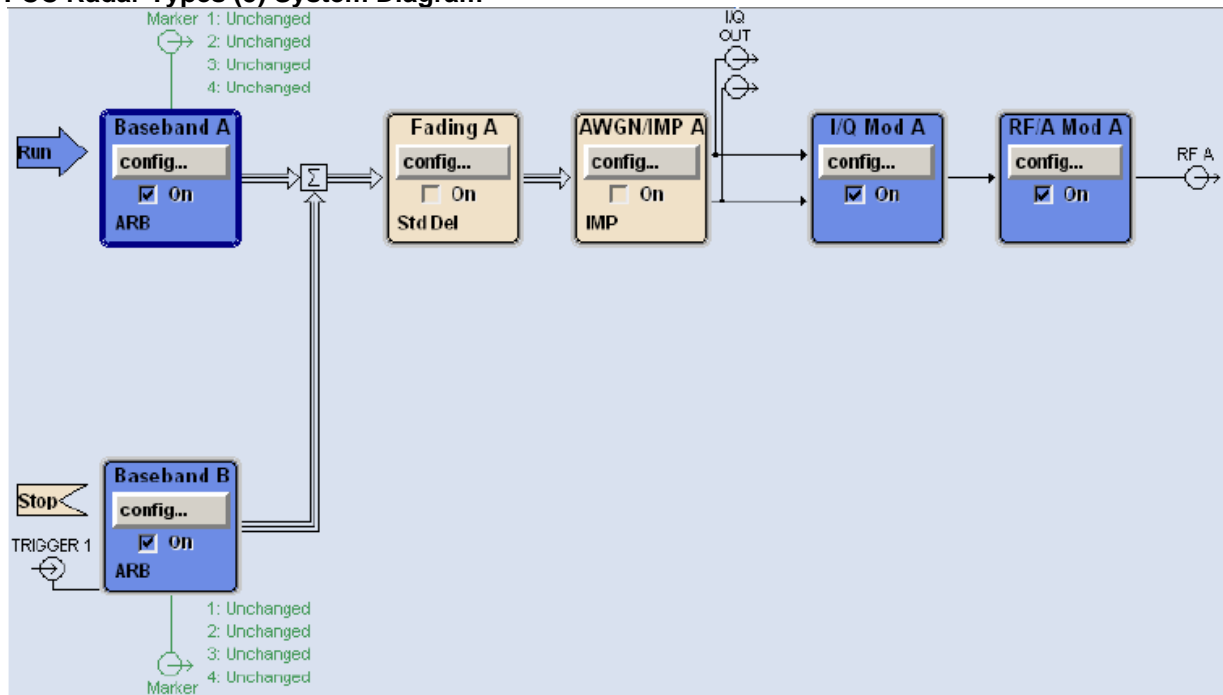 Marker 1: Unchanged
2: Unchanged
3: Unchanged
4: Unchanged
I/Q
OUT
Run
Baseband A
config...
On
ARB
Σ
Fading A
config...
On
Std Del
AWGN/IMP A
config...
On
IMP
I/Q Mod A
config...
On
RF/A Mod A
config...
On
RF A
Stop
TRIGGER 1
Baseband B
config...
On
ARB
1: Unchanged
2: Unchanged
3: Unchanged
Marker 4: Unchanged